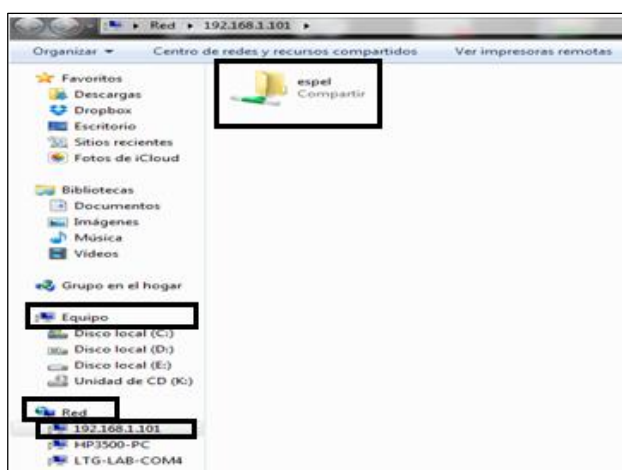 Red 192.168.1.101
Organizar Centro de redes y recursos compartidos Ver impresoras remotas
Favoritos
Descargas
Dropbox
Escritorio
Sitios recientes
Fotos de iCloud
Bibliotecas
Documentos
Imágenes
Música
Vídeos
Grupo en el hogar
Equipo
Disco local (C:)
Disco local (D:)
Disco local (E:)
Unidad de CD (K:)
Red
192.168.1.101
HP3500-PC
LTG-LAB-COM4
espel
Compartir